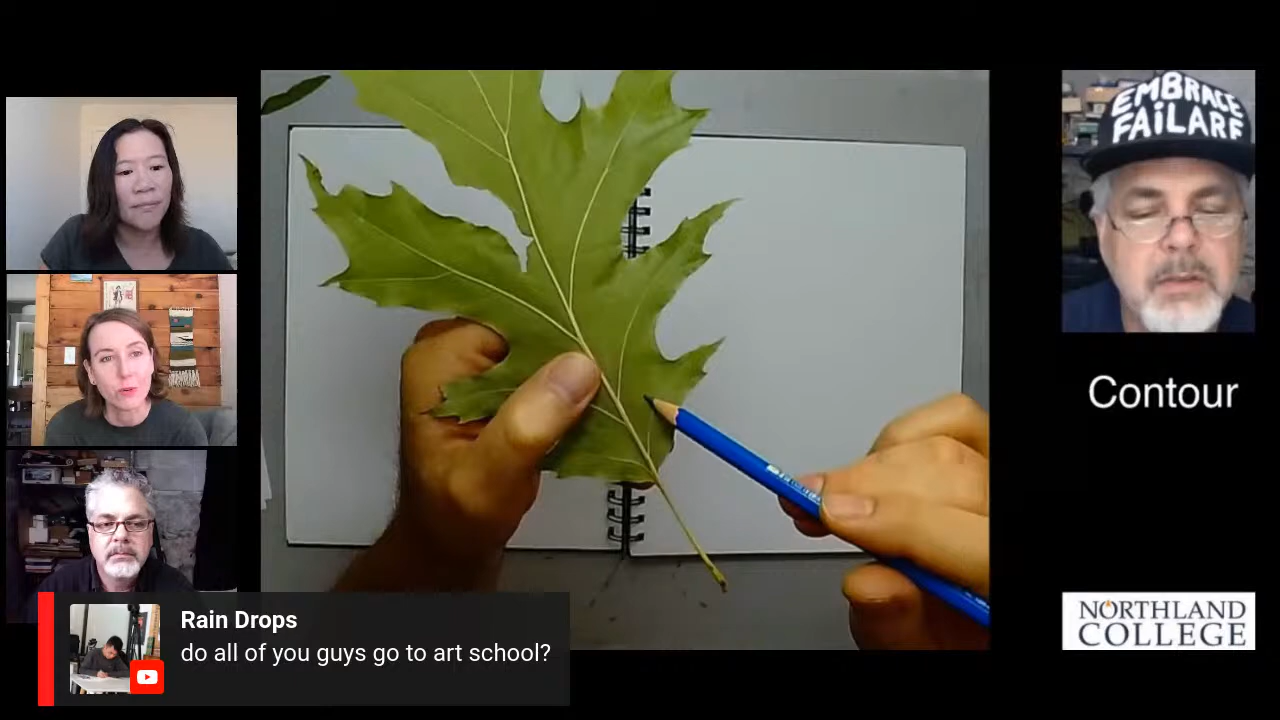 EMBRACE
FAiLARE
Contour
NORTHLAND
COLLEGE
Rain Drops
do all of you guys go to art school?